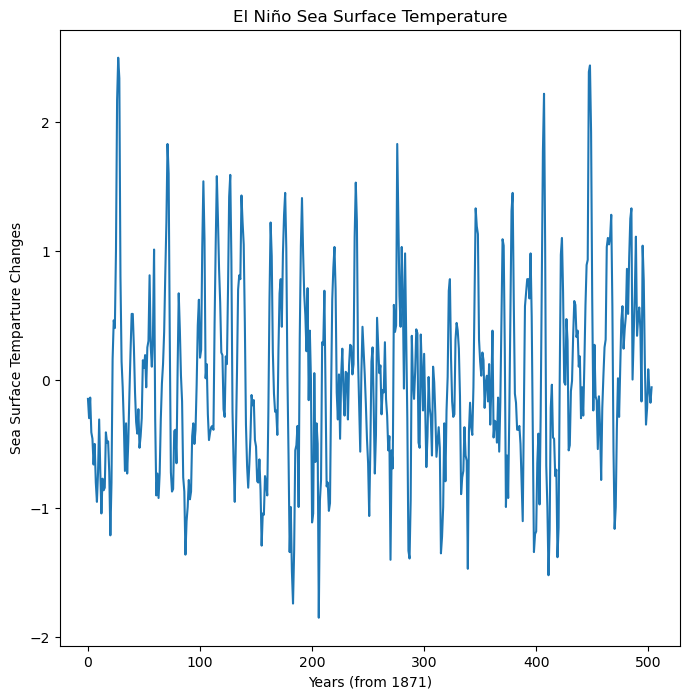 El Niño Sea Surface Temperature
Sea Surface Temparture Changes
2
1
0
−1
−2
0 100 200 300 400 500
Years (from 1871)